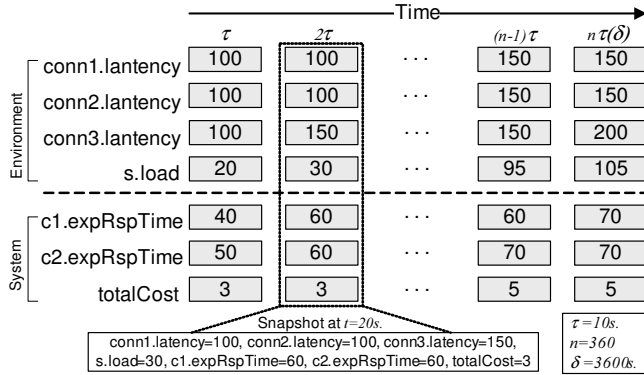 Time
τ 2τ (n-1)τ nτ(δ)
Environment
conn1.lantency 100 100 ··· 150 150
conn2.lantency 100 100 ··· 150 150
conn3.lantency 100 150 ··· 150 200
s.load 20 30 ··· 95 105
System
c1.expRspTime 40 60 ··· 60 70
c2.expRspTime 50 60 ··· 70 70
totalCost 3 3 ··· 5 5
Snapshot at t=20s.
conn1.latency=100, conn2.latency=100, conn3.latency=150,
s.load=30, c1.expRspTime=60, c2.expRspTime=60, totalCost=3
τ=10s.
n=360
δ=3600s.